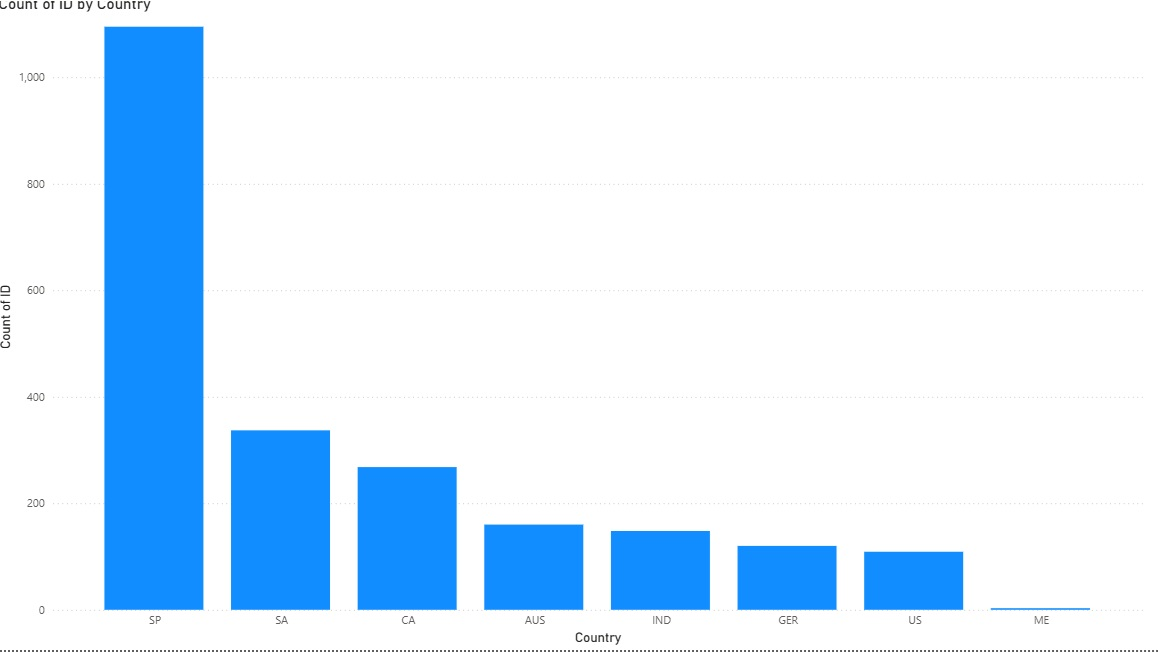 Count of ID by Country
1,000
800
600
400
200
0
Count of ID
SP SA CA AUS IND GER US ME
Country